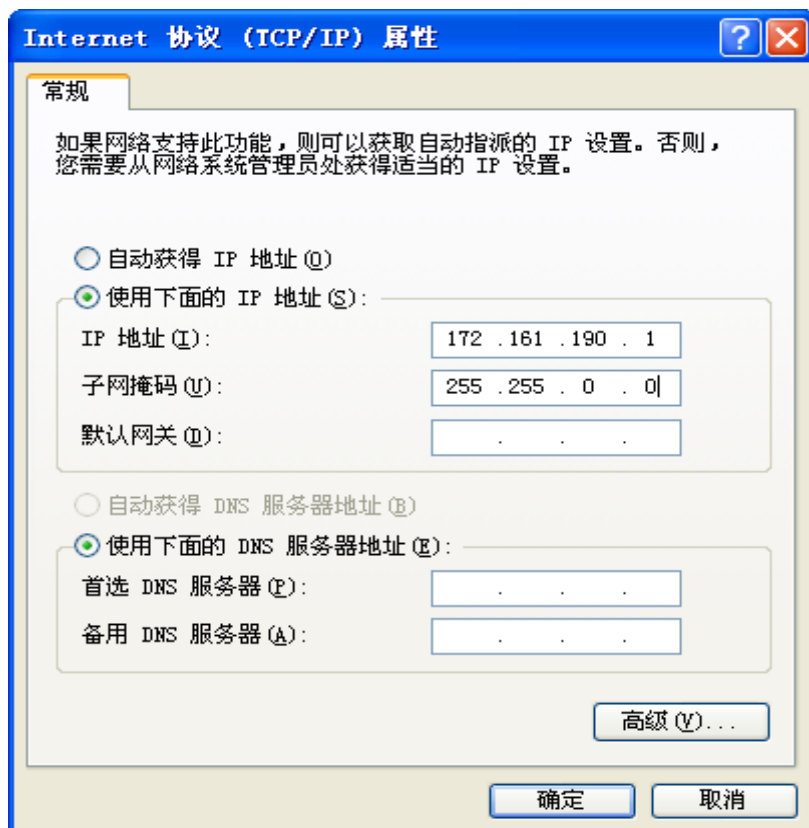 Internet 协议 (TCP/IP) 属性
常规
如果网络支持此功能，则可以获取自动指派的 IP 设置。否则，
您需要从网络系统管理员处获得适当的 IP 设置。
自动获得 IP 地址(O)
使用下面的 IP 地址(S):
IP 地址(I): 172 .161 .190 . 1
子网掩码(U): 255 .255 . 0 . 0
默认网关(D): . . .
自动获得 DNS 服务器地址(B)
使用下面的 DNS 服务器地址(E):
首选 DNS 服务器(P): . . .
备用 DNS 服务器(A): . . .
高级(V)...
确定 取消